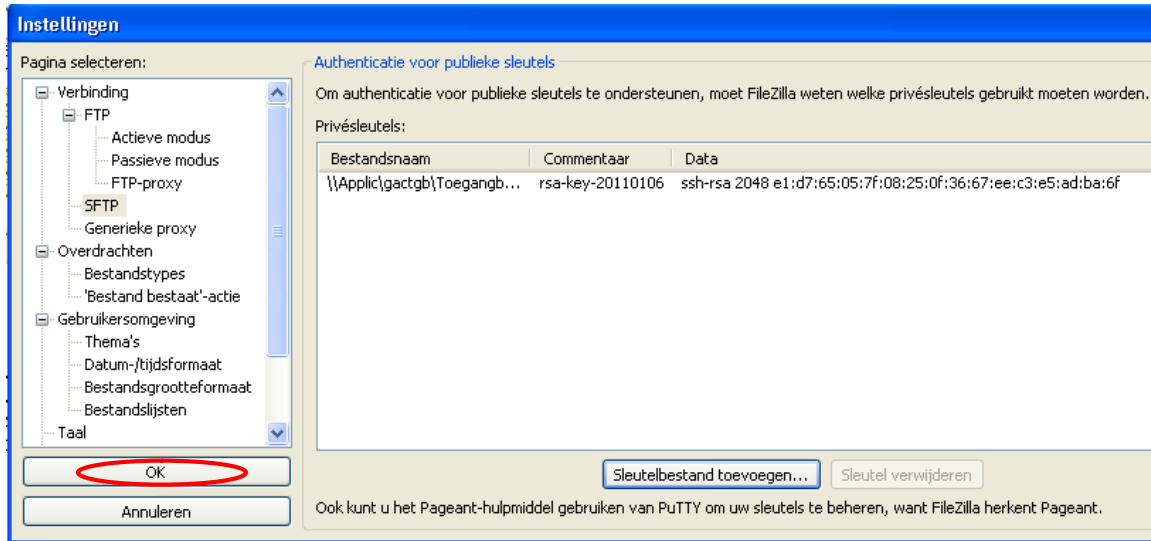 Instellingen
Pagina selecteren:
Verbinding
FTP
Actieve modus
Passieve modus
FTP-proxy
SFTP
Generieke proxy
Overdrachten
Bestandstypes
'Bestand bestaat'-actie
Gebruikersomgeving
Thema's
Datum-/tijdsformaat
Bestandsgrootteformaat
Bestandslijsten
Taal
OK
Annuleren
Authenticatie voor publieke sleutels
Om authenticatie voor publieke sleutels te ondersteunen, moet FileZilla weten welke privésleutels gebruikt moeten worden.
Privésleutels:
Bestandsnaam Commentaar Data
\\Applic\gactgb\Toegangb... rsa-key-20110106 ssh-rsa 2048 e1:d7:65:05:7f:08:25:0f:36:67:ee:c3:e5:ad:ba:6f
Sleutelbestand toevoegen... Sleutel verwijderen
Ook kunt u het Pageant-hulpmiddel gebruiken van PuTTY om uw sleutels te beheren, want FileZilla herkent Pageant.